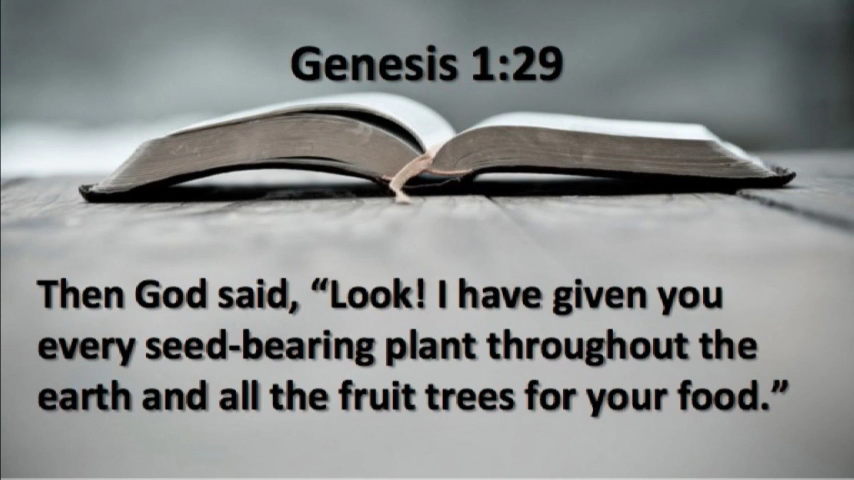 Genesis 1:29
Then God said, “Look! I have given you
every seed-bearing plant throughout the
earth and all the fruit trees for your food.”